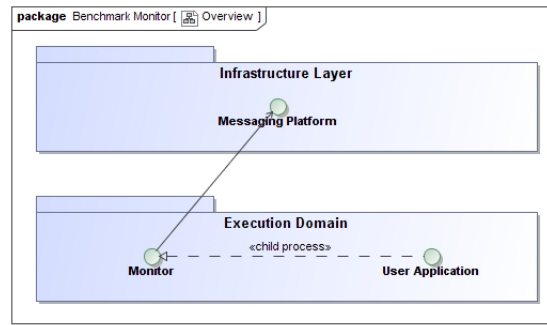 package Benchmark Monitor [ Overview ]
Infrastructure Layer
Messaging Platform
Execution Domain
«child process»
Monitor
User Application